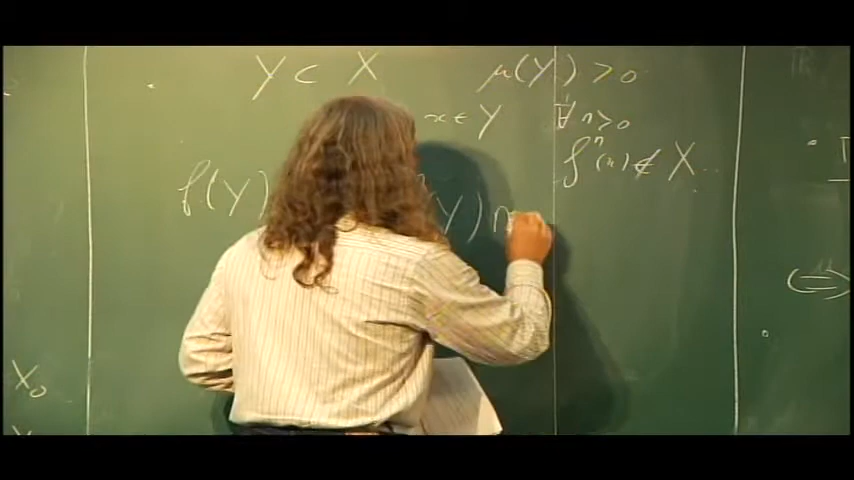 Y ⊂ X μ(Y) > 0
x ∈ Y ∀ n>0
fⁿ(x) ∉ X
f(Y) Y) n
X₀
⇔